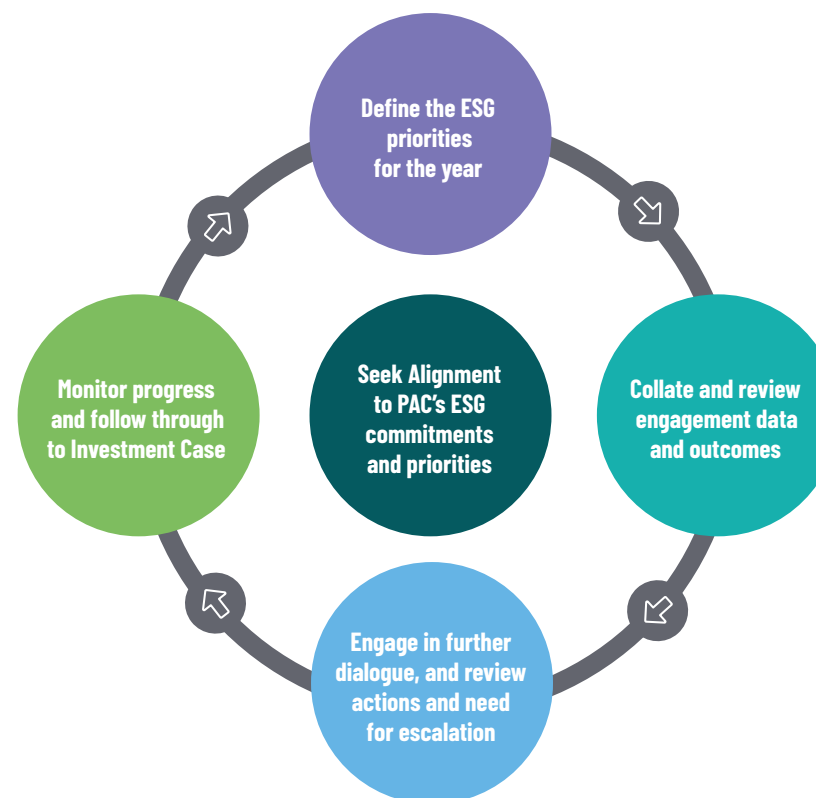 Define the ESG
priorities
for the year
Collate and review
engagement data
and outcomes
Engage in further
dialogue, and review
actions and need
for escalation
Monitor progress
and follow through
to Investment Case
Seek Alignment
to PAC's ESG
commitments
and priorities